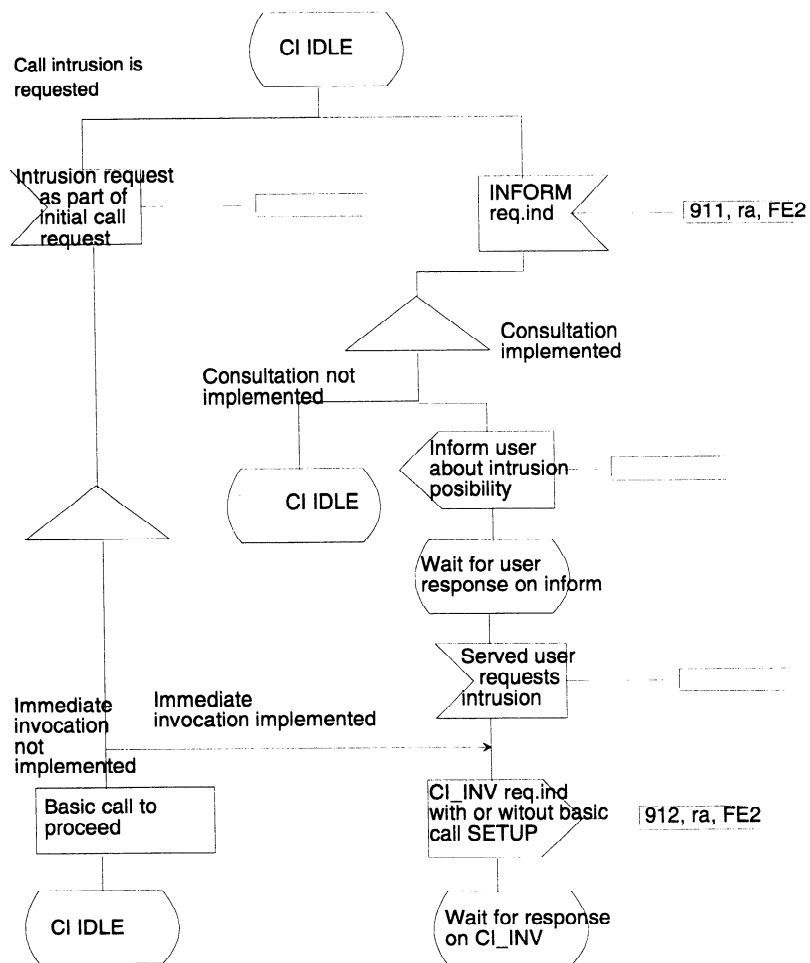 CI IDLE
Call intrusion is
requested
Intrusion request
as part of
initial call
request
INFORM
req.ind
911, ra, FE2
Consultation
implemented
Consultation not
implemented
Inform user
about intrusion
posibility
CI IDLE
Wait for user
response on inform
Served user
requests
intrusion
Immediate
invocation
not
implemented
Immediate
invocation implemented
Basic call to
proceed
CI_INV req.ind
with or witout basic
call SETUP
912, ra, FE2
CI IDLE
Wait for response
on CI_INV